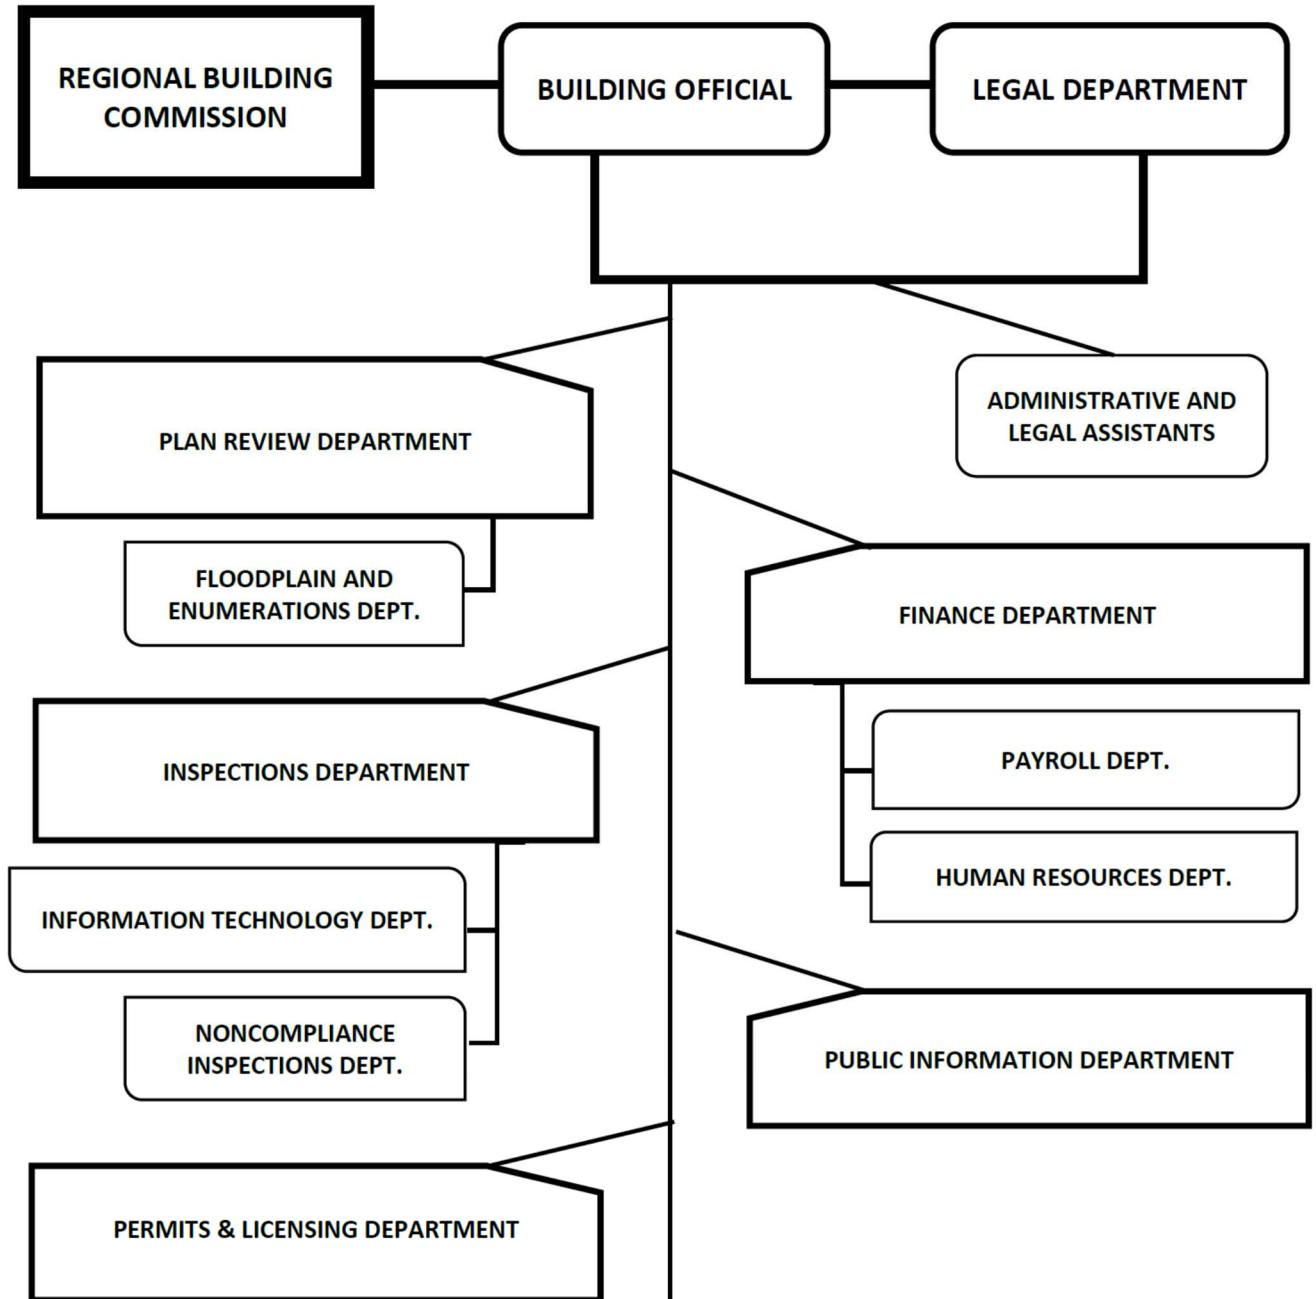 REGIONAL BUILDING
COMMISSION
BUILDING OFFICIAL
LEGAL DEPARTMENT
ADMINISTRATIVE AND
LEGAL ASSISTANTS
PLAN REVIEW DEPARTMENT
FLOODPLAIN AND
ENUMERATIONS DEPT.
FINANCE DEPARTMENT
PAYROLL DEPT.
HUMAN RESOURCES DEPT.
INSPECTIONS DEPARTMENT
INFORMATION TECHNOLOGY DEPT.
NONCOMPLIANCE
INSPECTIONS DEPT.
PUBLIC INFORMATION DEPARTMENT
PERMITS & LICENSING DEPARTMENT